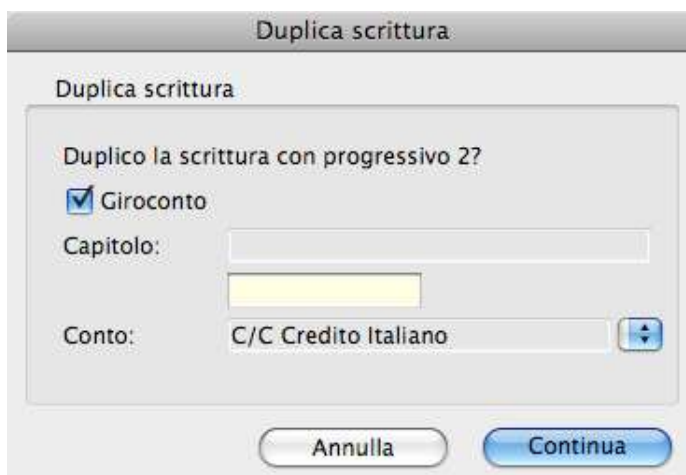 Duplica scrittura
Duplica scrittura
Duplico la scrittura con progressivo 2?
Giroconto
Capitolo:
Conto: C/C Credito Italiano
Annulla Continua